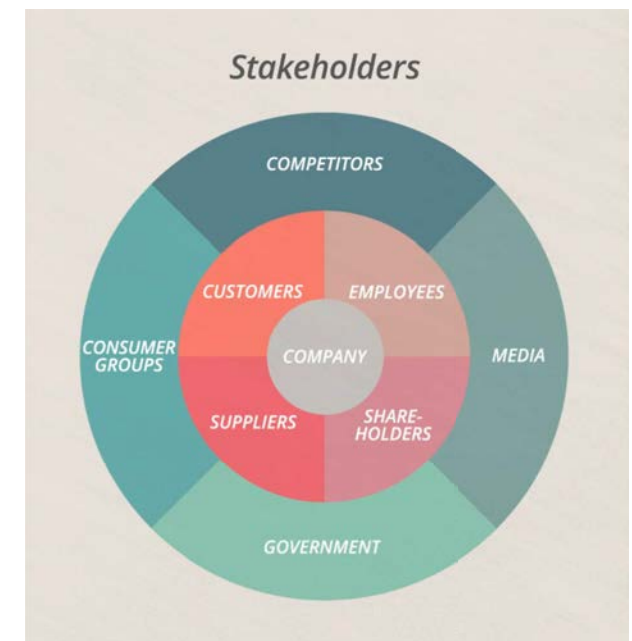 Stakeholders
COMPETITORS
CUSTOMERS
EMPLOYEES
CONSUMER
GROUPS
COMPANY
MEDIA
SUPPLIERS
SHARE-
HOLDERS
GOVERNMENT